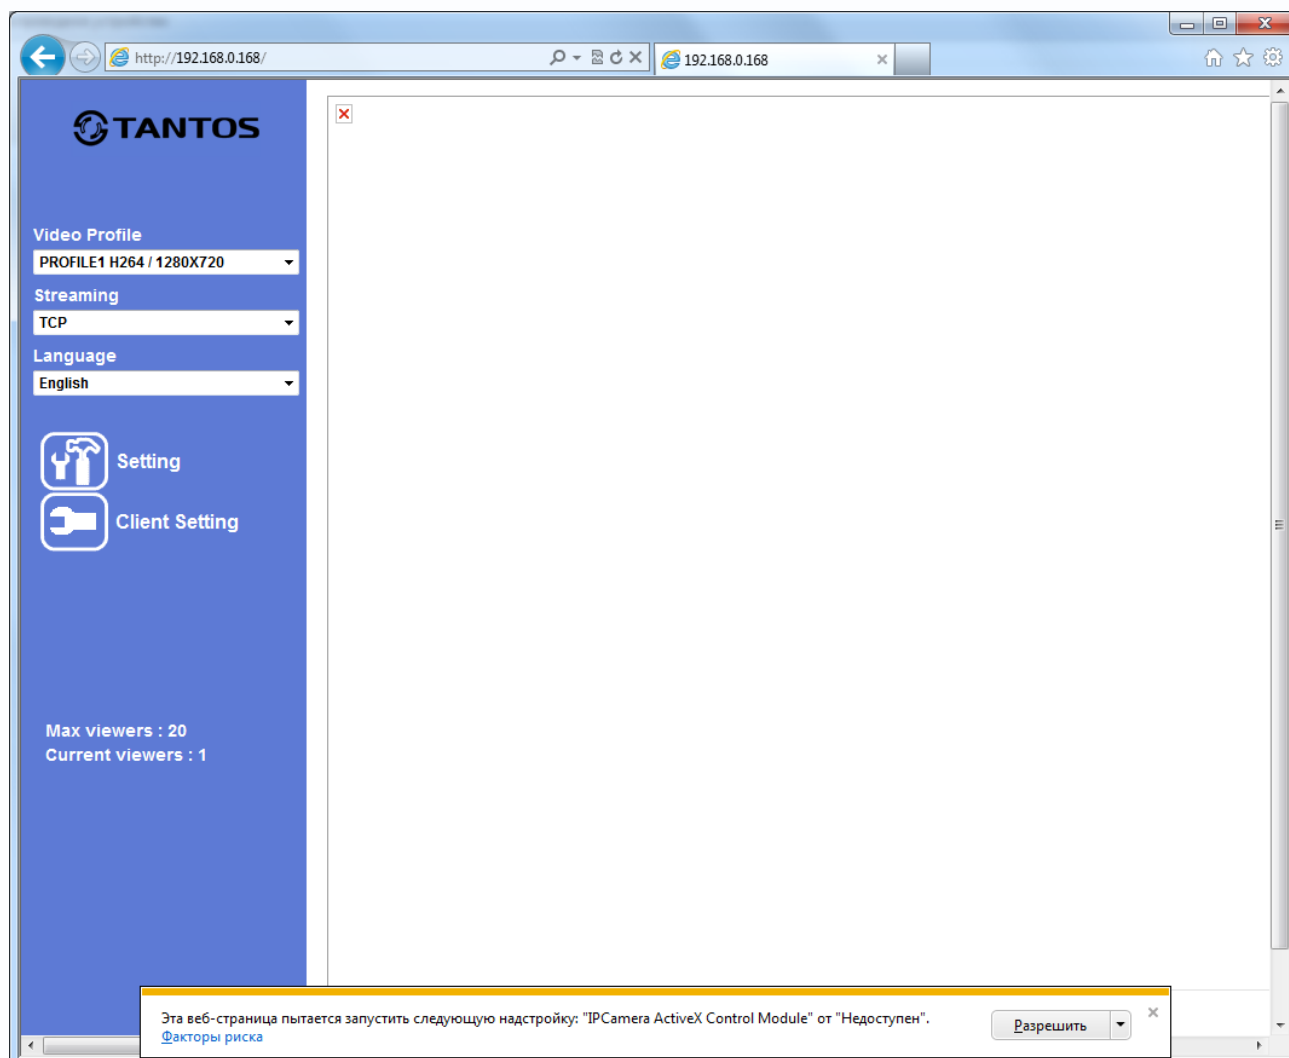 http://192.168.0.168/
192.168.0.168
TANTOS
Video Profile
PROFILE1 H264 / 1280X720
Streaming
TCP
Language
English
Setting
Client Setting
Max viewers : 20
Current viewers : 1
Эта веб-страница пытается запустить следующую надстройку: "IPCamera ActiveX Control Module" от "Недоступен".
Факторы риска
Разрешить